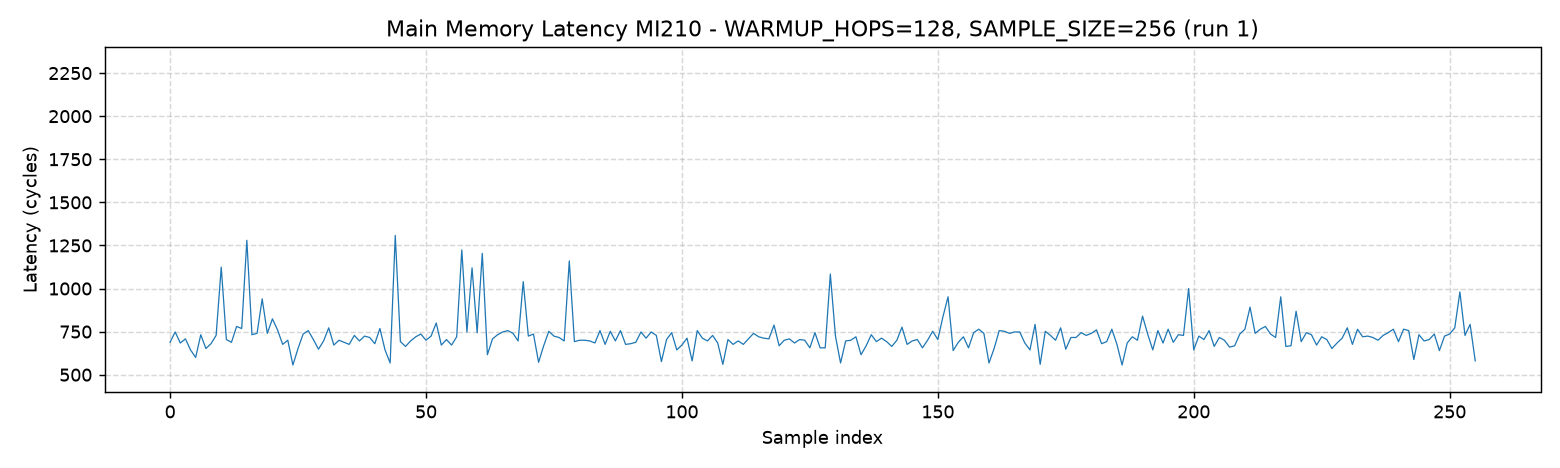 Main Memory Latency MI210 - WARMUP_HOPS=128, SAMPLE_SIZE=256 (run 1)
Latency (cycles)
2250
2000
1750
1500
1250
1000
750
500
0 50 100 150 200 250
Sample index